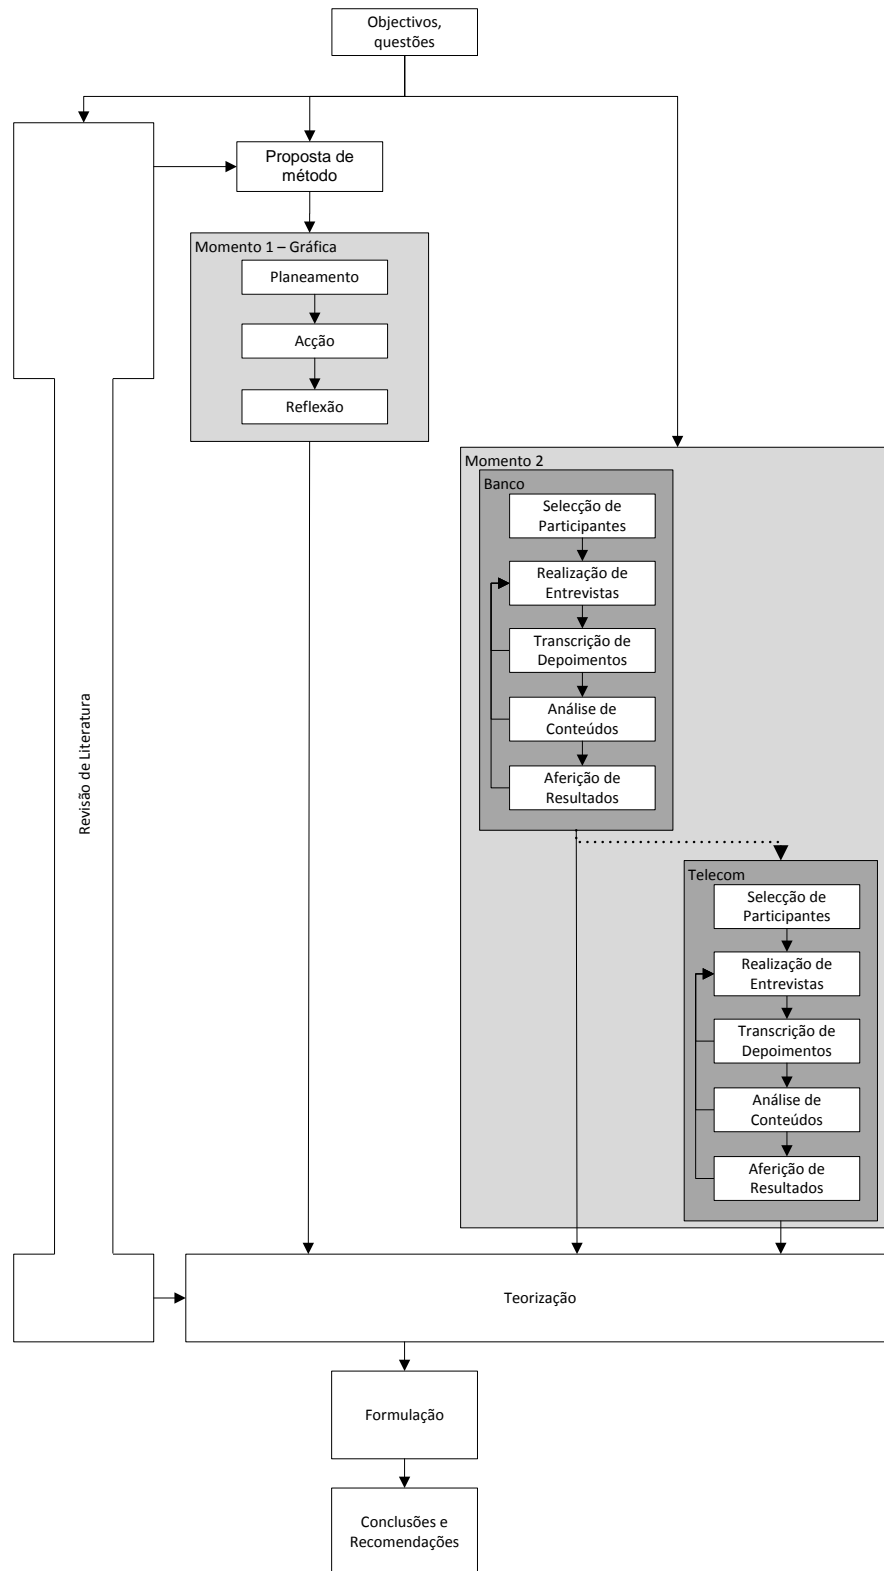 Objectivos,
questões
Proposta de
método
Momento 1 – Gráfica
Planeamento
Acção
Reflexão
Revisão de Literatura
Momento 2
Banco
Selecção de
Participantes
Realização de
Entrevistas
Transcrição de
Depoimentos
Análise de
Conteúdos
Aferição de
Resultados
Telecom
Selecção de
Participantes
Realização de
Entrevistas
Transcrição de
Depoimentos
Análise de
Conteúdos
Aferição de
Resultados
Teorização
Formulação
Conclusões e
Recomendações